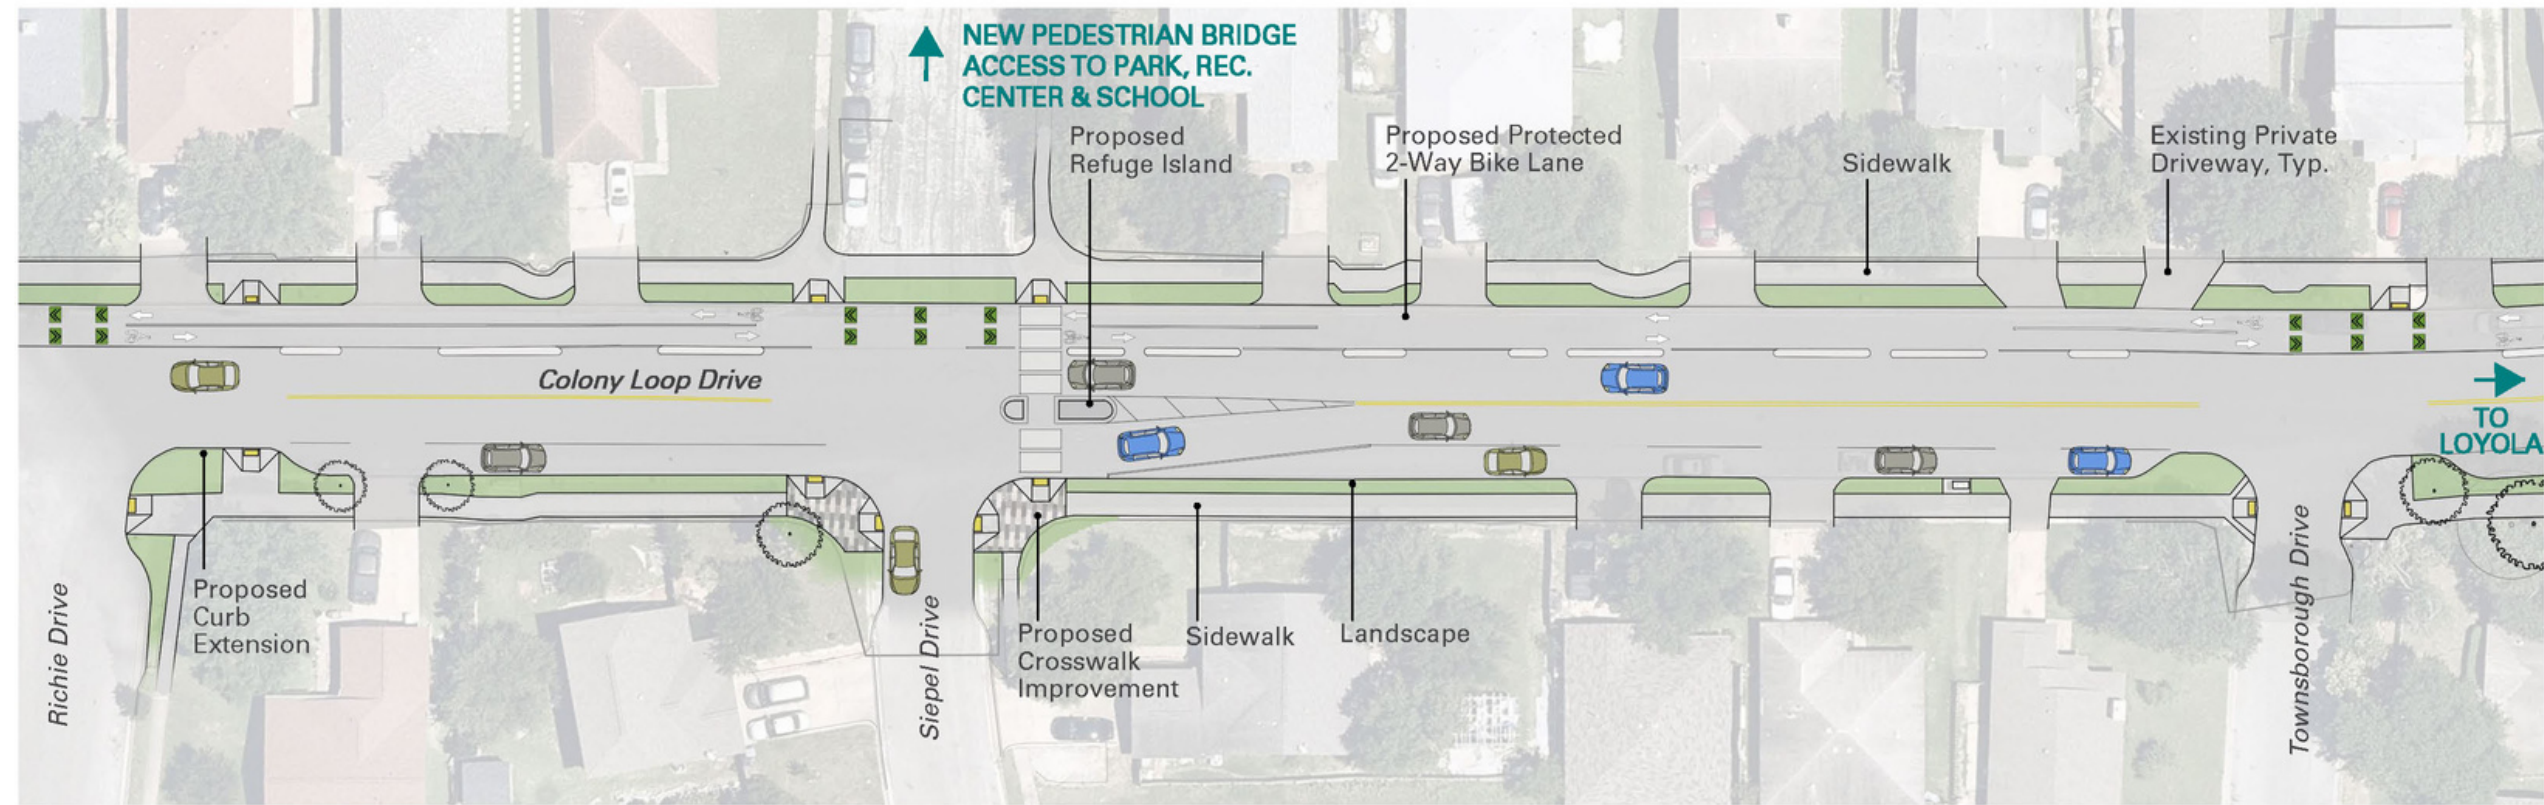 NEW PEDESTRIAN BRIDGE
ACCESS TO PARK, REC.
CENTER & SCHOOL
Proposed
Refuge Island
Proposed Protected
2-Way Bike Lane
Sidewalk
Existing Private
Driveway, Typ.
Colony Loop Drive
TO
LOYOLA
Proposed
Curb
Extension
Proposed
Crosswalk
Improvement
Sidewalk
Landscape
Richie Drive
Siepel Drive
Townsborough Drive